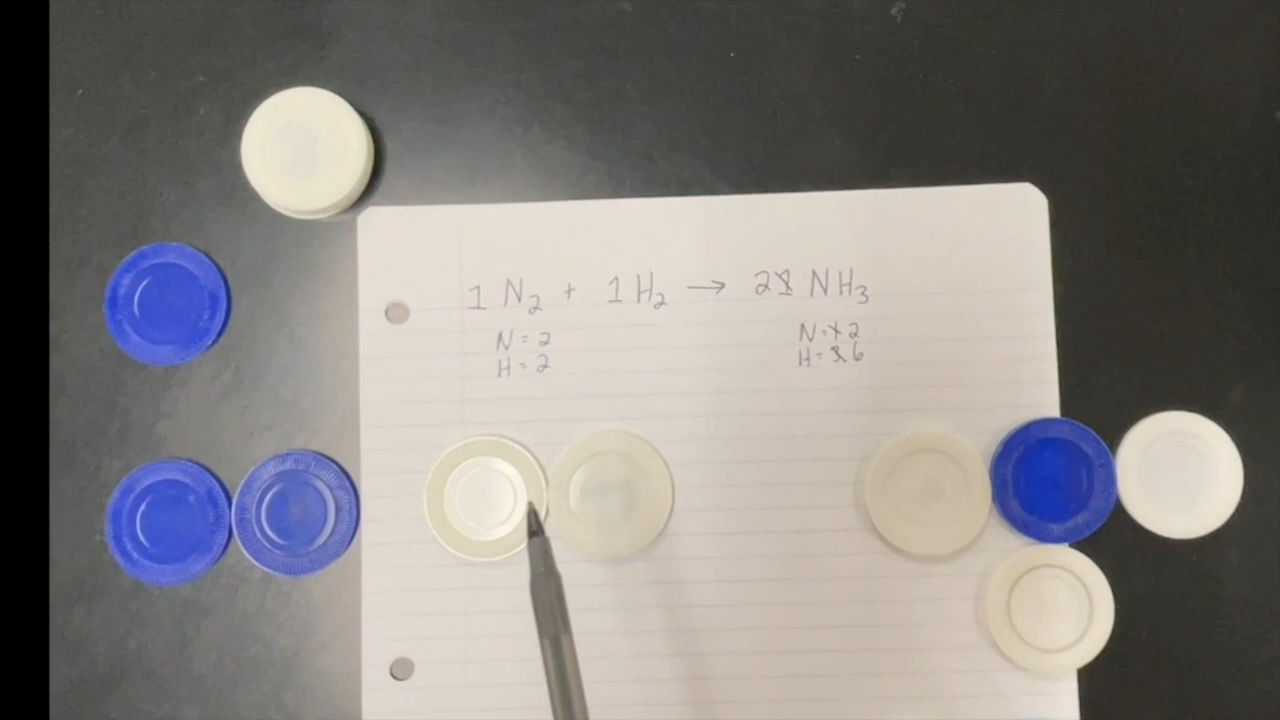 1 N₂ + 1 H₂ → 2 NH₃
N = 2 N = 2
H = 2 H = 6